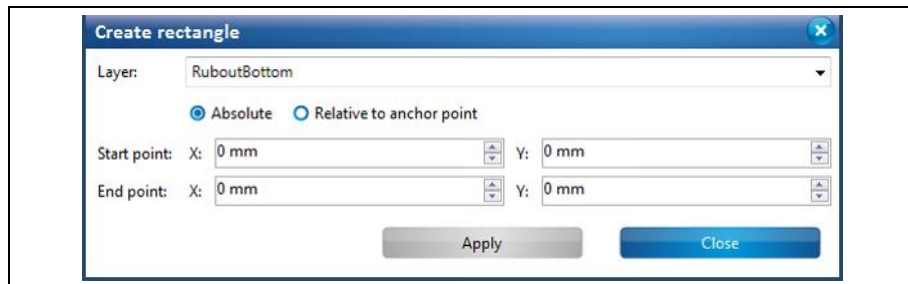 Create rectangle
Layer: RuboutBottom
Absolute Relative to anchor point
Start point: X: 0 mm Y: 0 mm
End point: X: 0 mm Y: 0 mm
Apply Close